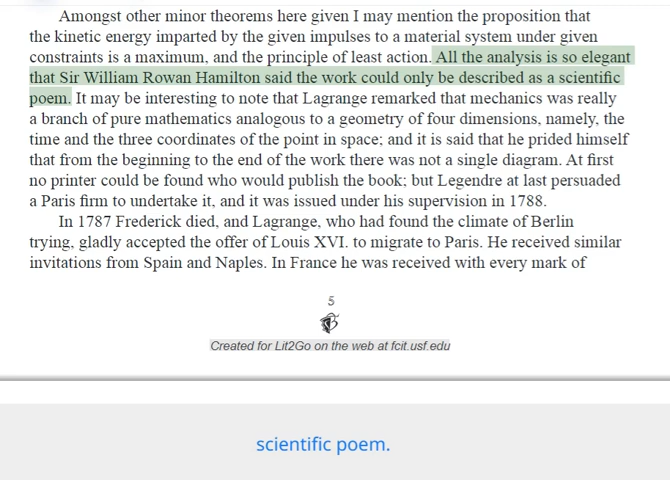 Amongst other minor theorems here given I may mention the proposition that
the kinetic energy imparted by the given impulses to a material system under given
constraints is a maximum, and the principle of least action. All the analysis is so elegant
that Sir William Rowan Hamilton said the work could only be described as a scientific
poem. It may be interesting to note that Lagrange remarked that mechanics was really
a branch of pure mathematics analogous to a geometry of four dimensions, namely, the
time and the three coordinates of the point in space; and it is said that he prided himself
that from the beginning to the end of the work there was not a single diagram. At first
no printer could be found who would publish the book; but Legendre at last persuaded
a Paris firm to undertake it, and it was issued under his supervision in 1788.
In 1787 Frederick died, and Lagrange, who had found the climate of Berlin
trying, gladly accepted the offer of Louis XVI. to migrate to Paris. He received similar
invitations from Spain and Naples. In France he was received with every mark of
5
Created for Lit2Go on the web at fcit.usf.edu
scientific poem.